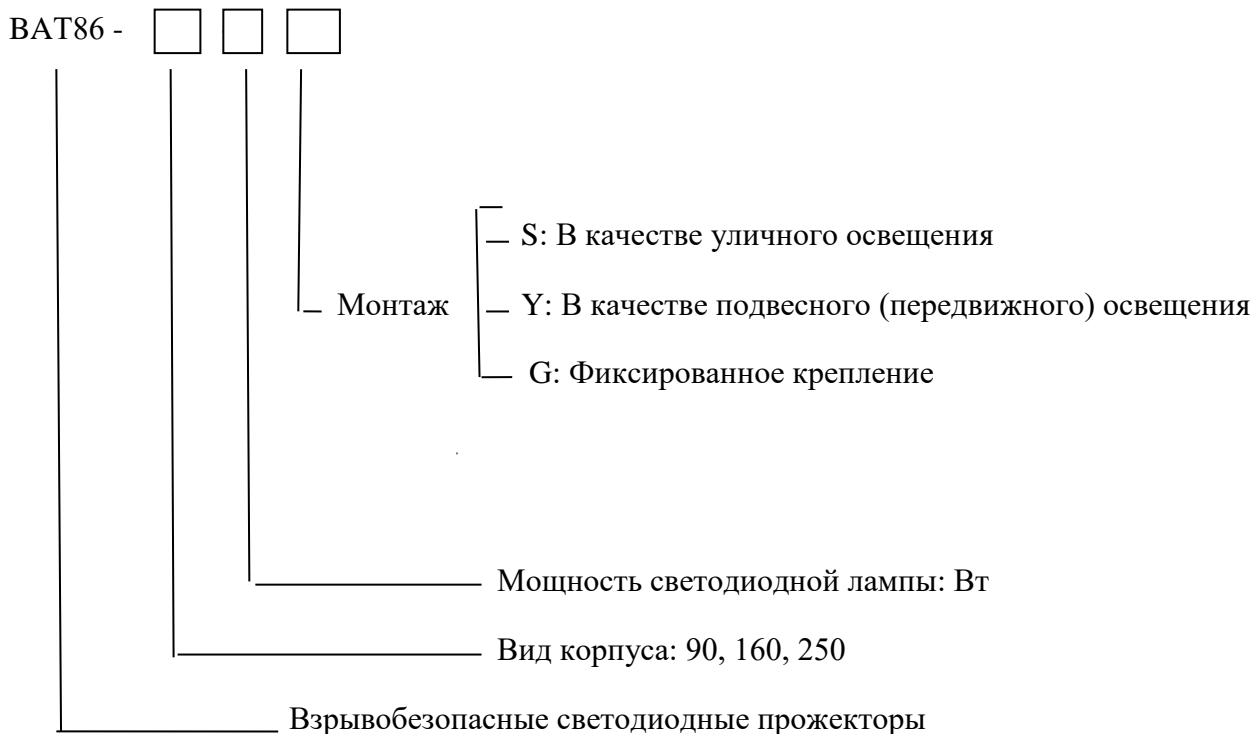 BAT86 -
S: В качестве уличного освещения
Монтаж
Y: В качестве подвесного (передвижного) освещения
G: Фиксированное крепление
Мощность светодиодной лампы: Вт
Вид корпуса: 90, 160, 250
Взрывобезопасные светодиодные прожекторы